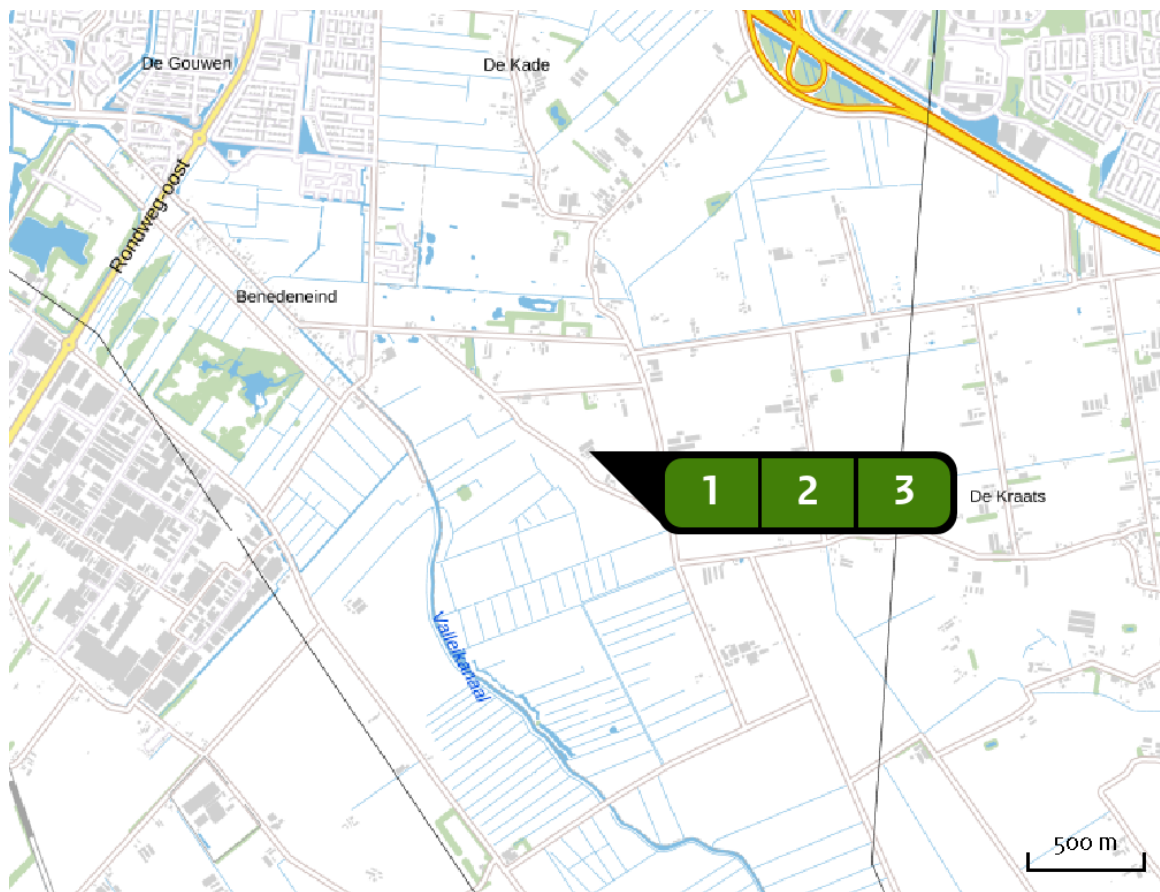 De Gouwen
De Kade
Rondweg-oost
Benedeneind
1 2 3
De Kraats
Valleikanaal
500 m